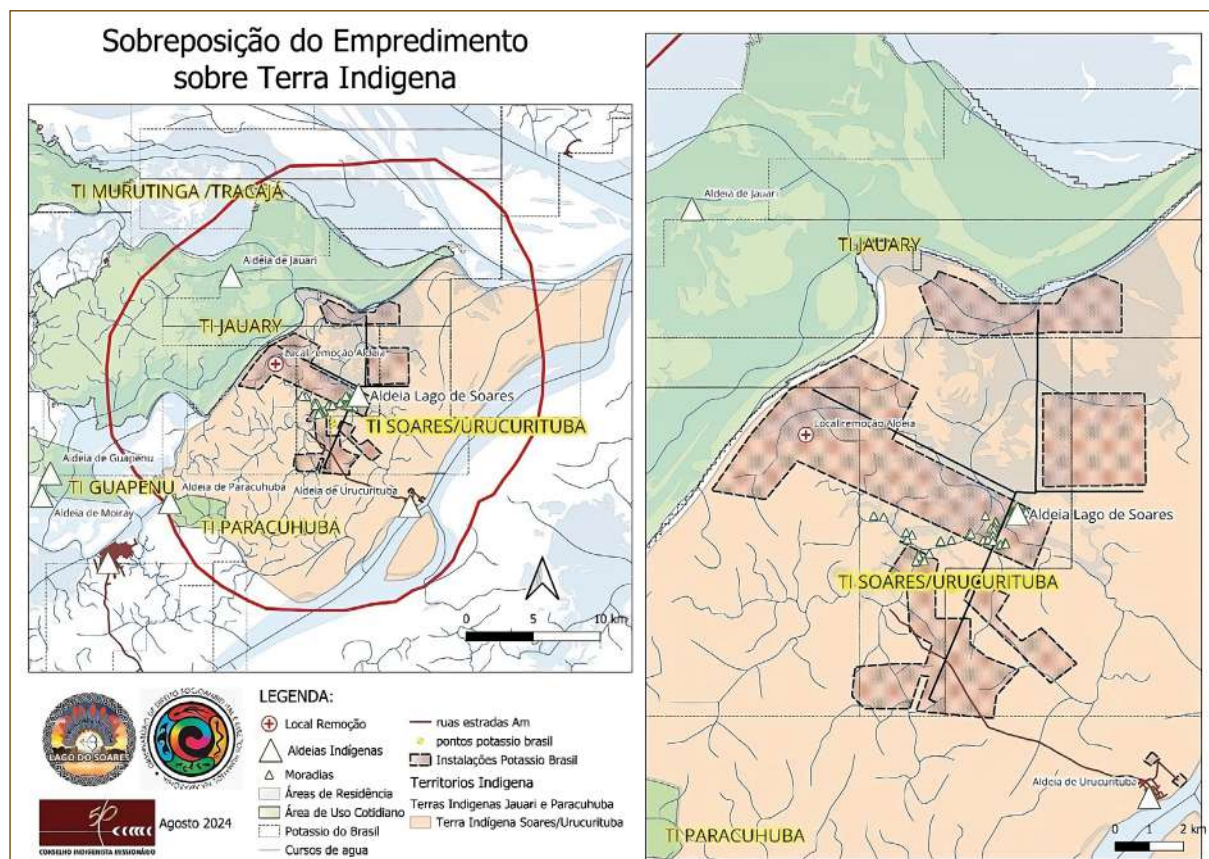 Sobreposição do Empredimento
sobre Terra Indigena
TI MURUTINGA /TRACAJÁ
Aldeia de Jauari
TI JAUARY
Local remoção Aldeia
Aldeia Lago de Soares
TI SOARES/URUCURITUBA
Aldeia de Guapenu
TI GUAPENU
Aldeia de Paracuhuba
Aldeia de Urucurituba
Aldeia de Moiray
TI PARACUHUBA
0 5 10 km
Aldeia de Jauari
TI JAUARY
Local remoção Aldeia
Aldeia Lago de Soares
TI SOARES/URUCURITUBA
Aldeia de Urucurituba
TI PARACUHUBA
0 1 2 km
LAGO DO SOARES
CONSELHO INDIGENISTA MISSIONÁRIO
Agosto 2024
LEGENDA:
Local Remoção
Aldeias Indígenas
Moradias
Áreas de Residência
Área de Uso Cotidiano
Potassio do Brasil
Cursos de agua
ruas estradas Am
pontos potassio brasil
Instalações Potassio Brasil
Territorios Indigena
Terras Indigenas Jauari e Paracuhuba
Terra Indígena Soares/Urucurituba